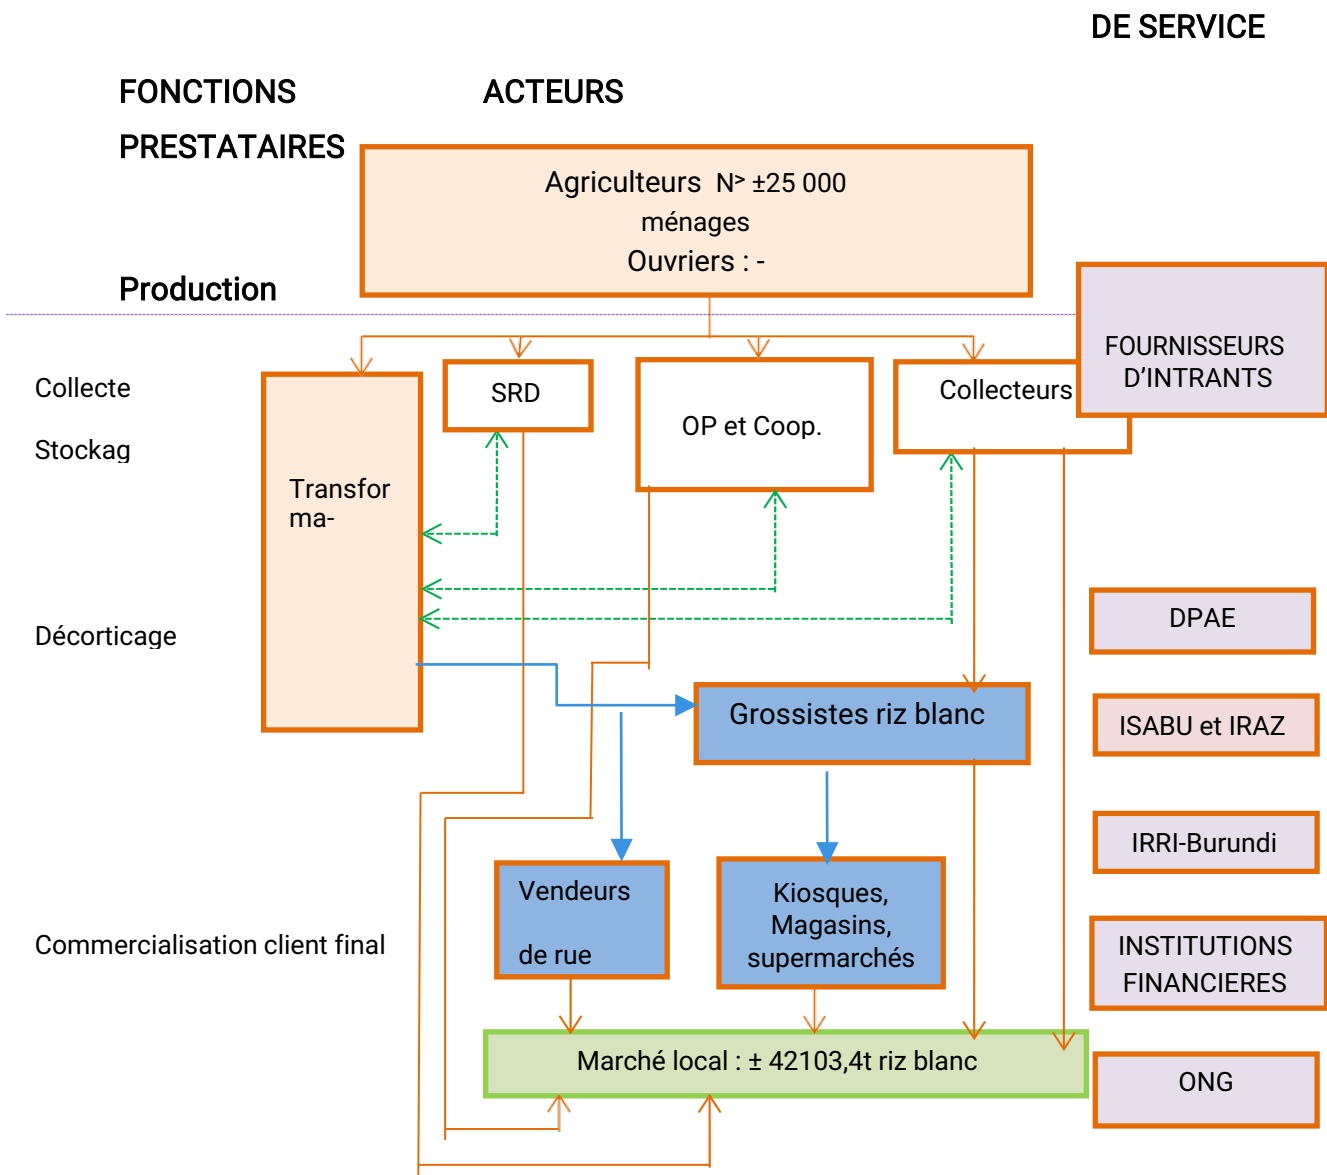 DE SERVICE
FONCTIONS ACTEURS
PRESTATAIRES
Agriculteurs N> ±25 000
ménages
Ouvriers : -
Production
FOURNISSEURS
D'INTRANTS
Collecte
Stockag
SRD
OP et Coop.
Collecteurs
Transfor
ma-
Décorticage
DPAE
Grossistes riz blanc
ISABU et IRAZ
IRRI-Burundi
Vendeurs
de rue
Kiosques,
Magasins,
supermarchés
Commercialisation client final
INSTITUTIONS
FINANCIERES
Marché local : ± 42103,4t riz blanc
ONG